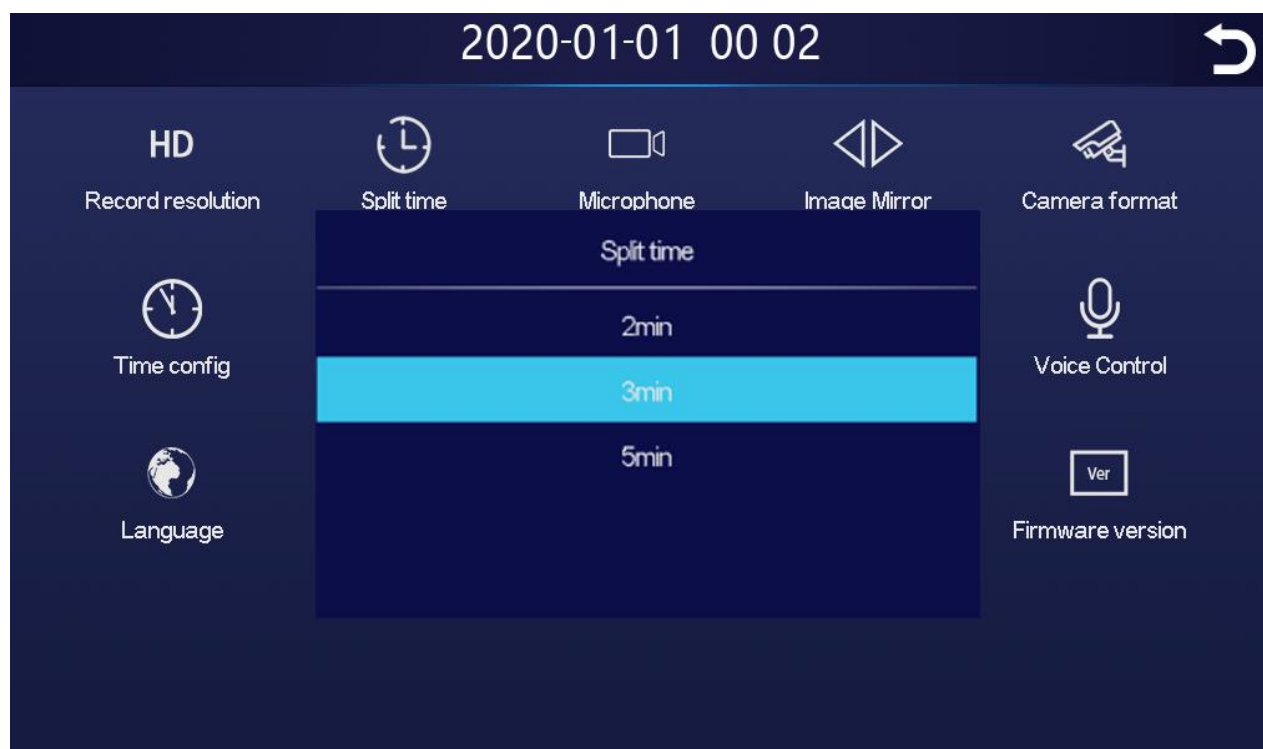 2020-01-01 00 02
HD
Record resolution
Split time
Microphone
Image Mirror
Camera format
Split time
2min
3min
5min
Time config
Voice Control
Language
Ver
Firmware version